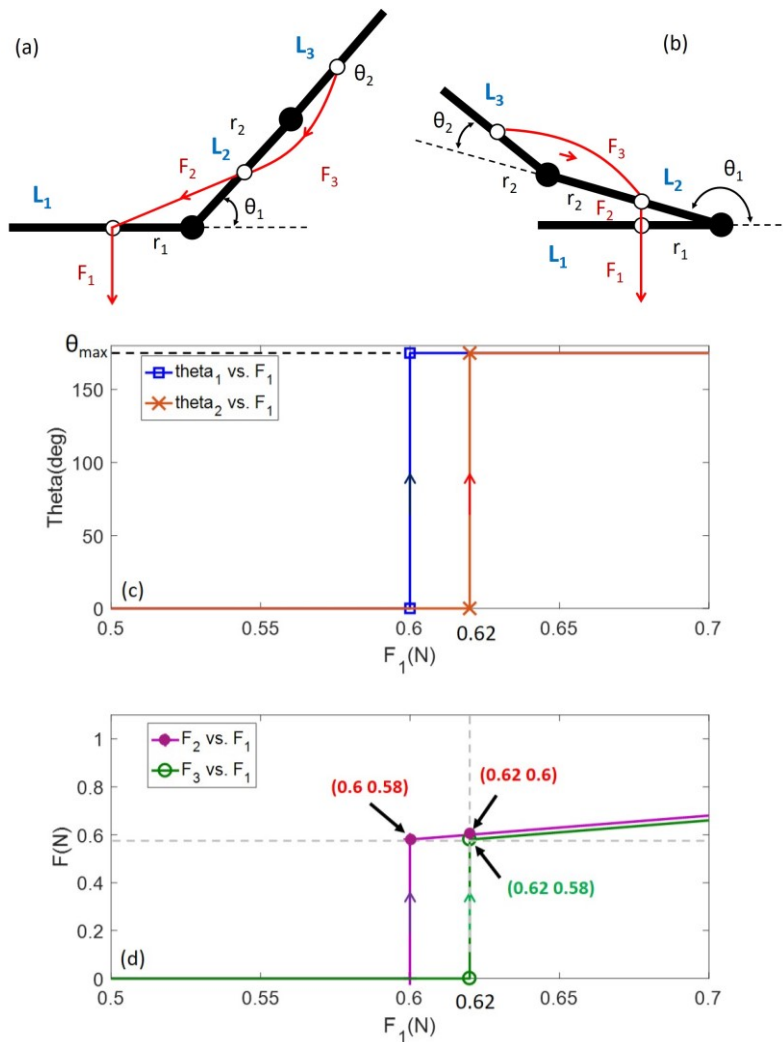 (a)
L3
θ2
r2
L2
F2
F3
L1
θ1
r1
F1
(b)
L3
θ2
F3
r2
r2
L2
θ1
F2
L1
F1
r1
θmax
theta1 vs. F1
theta2 vs. F1
150
100
50
0
Theta(deg)
(c)
0.5
0.55
0.6
0.62
0.65
0.7
F1(N)
F2 vs. F1
F3 vs. F1
1
0.8
0.6
0.4
0.2
0
F(N)
(0.6 0.58)
(0.62 0.6)
(0.62 0.58)
(d)
0.5
0.55
0.6
0.62
0.65
0.7
F1(N)